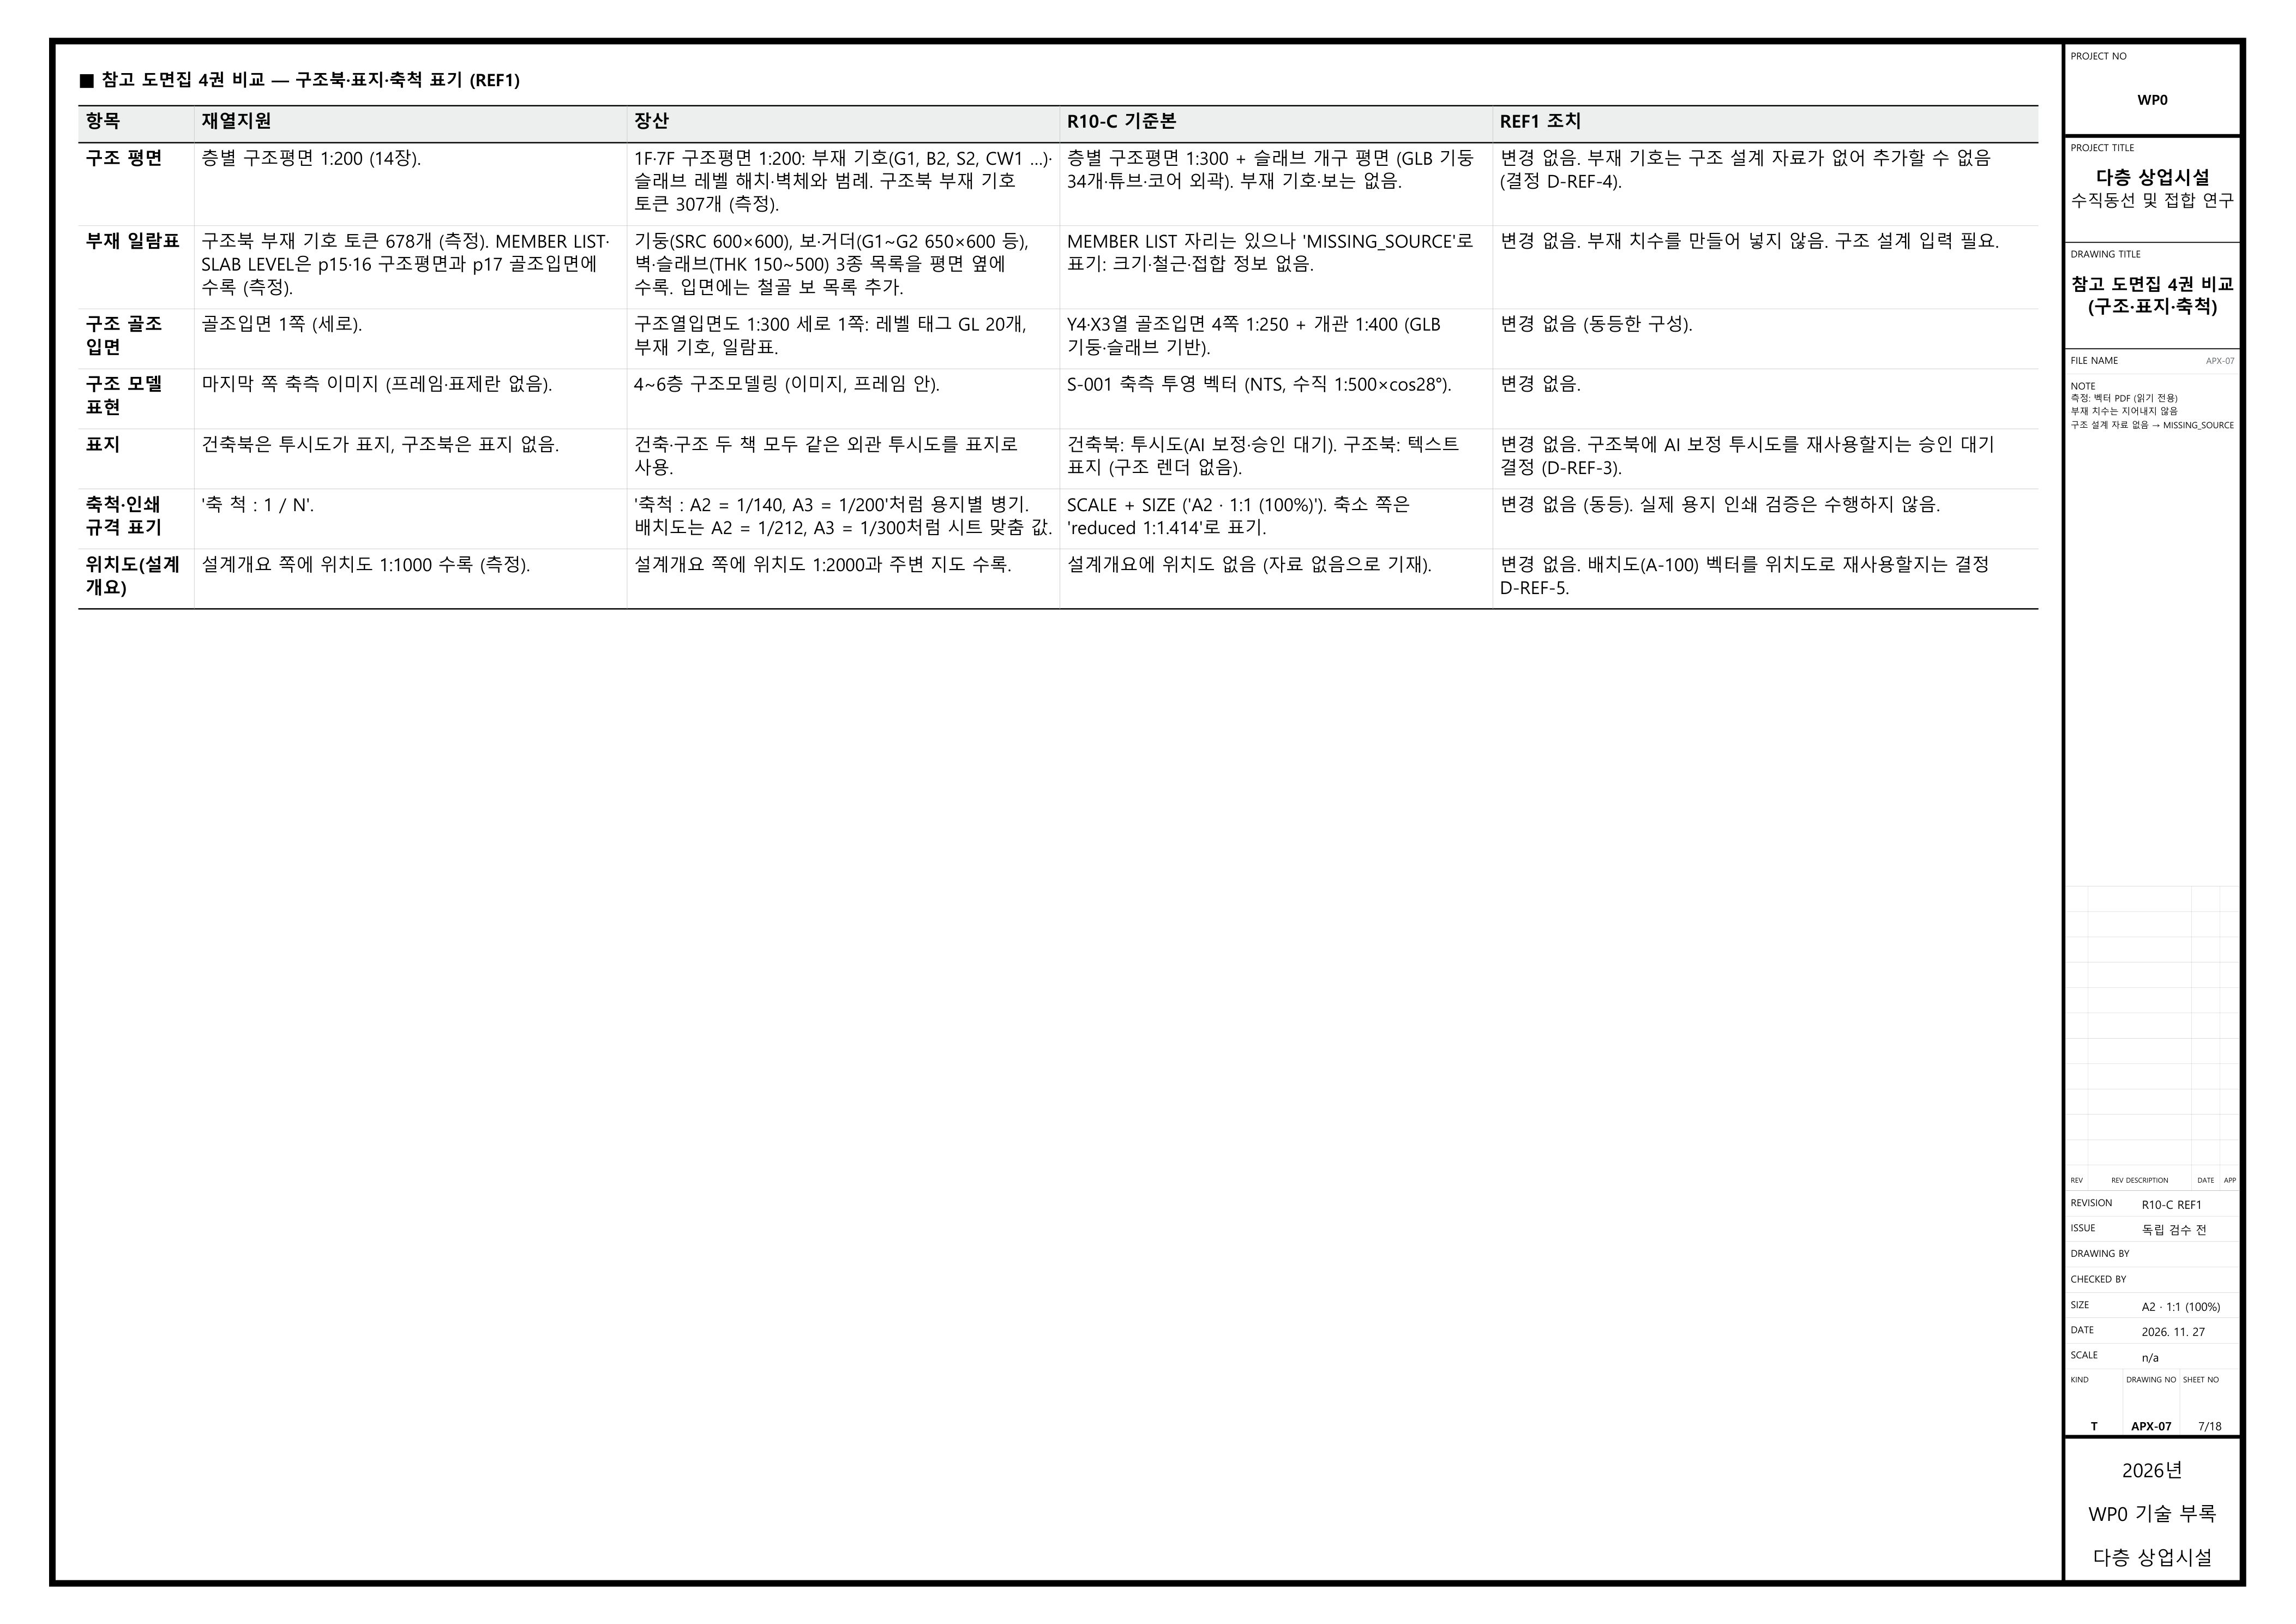 ■ 참고 도면집 4권 비교 — 구조북·표지·축척 표기 (REF1)
항목
재열지원
장산
R10-C 기준본
REF1 조치
구조 평면
층별 구조평면 1:200 (14장).
1F·7F 구조평면 1:200: 부재 기호(G1, B2, S2, CW1 ...)·
슬래브 레벨 해치·벽체와 범례. 구조북 부재 기호
토큰 307개 (측정).
층별 구조평면 1:300 + 슬래브 개구 평면 (GLB 기둥
34개·튜브·코어 외곽). 부재 기호·보는 없음.
변경 없음. 부재 기호는 구조 설계 자료가 없어 추가할 수 없음
(결정 D-REF-4).
부재 일람표
구조북 부재 기호 토큰 678개 (측정). MEMBER LIST·
SLAB LEVEL은 p15·16 구조평면과 p17 골조입면에
수록 (측정).
기둥(SRC 600×600), 보·거더(G1~G2 650×600 등),
벽·슬래브(THK 150~500) 3종 목록을 평면 옆에
수록. 입면에는 철골 보 목록 추가.
MEMBER LIST 자리는 있으나 'MISSING_SOURCE'로
표기: 크기·철근·접합 정보 없음.
변경 없음. 부재 치수를 만들어 넣지 않음. 구조 설계 입력 필요.
구조 골조
입면
골조입면 1쪽 (세로).
구조열입면도 1:300 세로 1쪽: 레벨 태그 GL 20개,
부재 기호, 일람표.
Y4·X3열 골조입면 4쪽 1:250 + 개관 1:400 (GLB
기둥·슬래브 기반).
변경 없음 (동등한 구성).
구조 모델
표현
마지막 쪽 축측 이미지 (프레임·표제란 없음).
4~6층 구조모델링 (이미지, 프레임 안).
S-001 축측 투영 벡터 (NTS, 수직 1:500×cos28°).
변경 없음.
표지
건축북은 투시도가 표지, 구조북은 표지 없음.
건축·구조 두 책 모두 같은 외관 투시도를 표지로
사용.
건축북: 투시도(AI 보정·승인 대기). 구조북: 텍스트
표지 (구조 렌더 없음).
변경 없음. 구조북에 AI 보정 투시도를 재사용할지는 승인 대기
결정 (D-REF-3).
축척·인쇄
규격 표기
'축 척 : 1 / N'.
'축척 : A2 = 1/140, A3 = 1/200'처럼 용지별 병기.
배치도는 A2 = 1/212, A3 = 1/300처럼 시트 맞춤 값.
SCALE + SIZE ('A2 · 1:1 (100%)'). 축소 쪽은
'reduced 1:1.414'로 표기.
변경 없음 (동등). 실제 용지 인쇄 검증은 수행하지 않음.
위치도(설계
개요)
설계개요 쪽에 위치도 1:1000 수록 (측정).
설계개요 쪽에 위치도 1:2000과 주변 지도 수록.
설계개요에 위치도 없음 (자료 없음으로 기재).
변경 없음. 배치도(A-100) 벡터를 위치도로 재사용할지는 결정
D-REF-5.
PROJECT NO
WP0
PROJECT TITLE
다층 상업시설
수직동선 및 접합 연구
DRAWING TITLE
참고 도면집 4권 비교
(구조·표지·축척)
FILE NAME APX-07
NOTE
측정: 벡터 PDF (읽기 전용)
부재 치수는 지어내지 않음
구조 설계 자료 없음 → MISSING_SOURCE
REV REV DESCRIPTION DATE APP
REVISION R10-C REF1
ISSUE 독립 검수 전
DRAWING BY
CHECKED BY
SIZE A2 · 1:1 (100%)
DATE 2026. 11. 27
SCALE n/a
KIND DRAWING NO SHEET NO
T APX-07 7/18
2026년
WP0 기술 부록
다층 상업시설